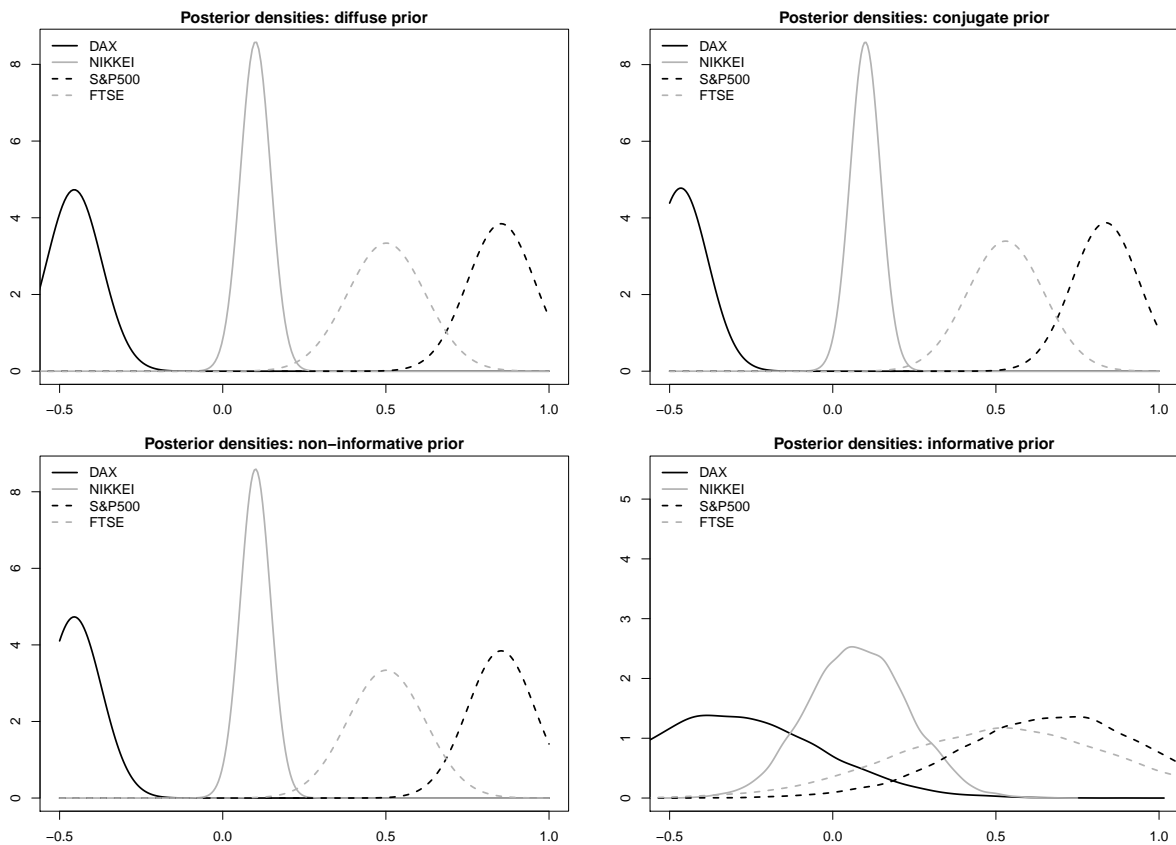 Posterior densities: diffuse prior
DAX
NIKKEI
S&P500
FTSE
8
6
4
2
0
−0.5 0.0 0.5 1.0
Posterior densities: conjugate prior
DAX
NIKKEI
S&P500
FTSE
8
6
4
2
0
−0.5 0.0 0.5 1.0
Posterior densities: non−informative prior
DAX
NIKKEI
S&P500
FTSE
8
6
4
2
0
−0.5 0.0 0.5 1.0
Posterior densities: informative prior
DAX
NIKKEI
S&P500
FTSE
5
4
3
2
1
0
−0.5 0.0 0.5 1.0